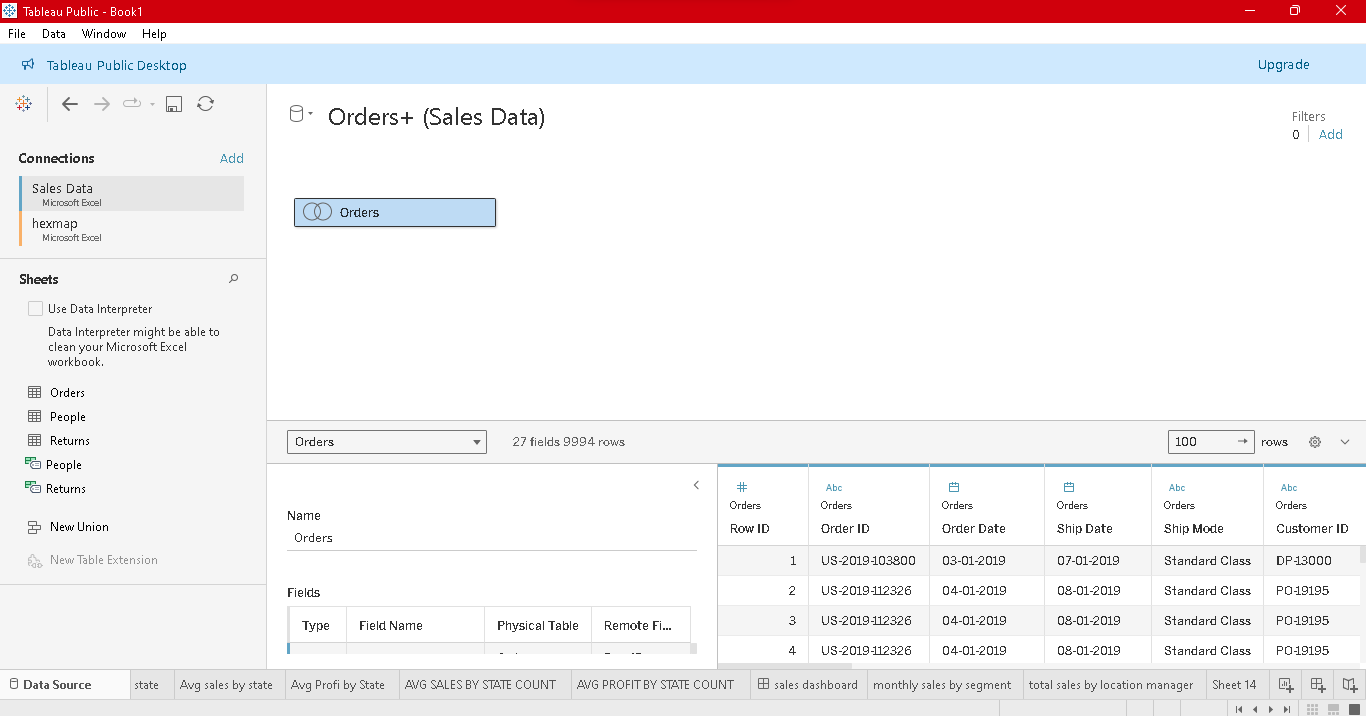 Tableau Public - Book1
File Data Window Help
Tableau Public Desktop
Upgrade
Connections
Add
Sales Data
Microsoft Excel
hexmap
Microsoft Excel
Sheets
Use Data Interpreter
Data Interpreter might be able to
clean your Microsoft Excel
workbook.
Orders
People
Returns
People
Returns
New Union
New Table Extension
Orders+ (Sales Data)
Filters
0 Add
Orders
Orders
27 fields 9994 rows
100 rows
Name
Orders
Fields
Type Field Name Physical Table Remote Fi...
# Abc Abc Abc
Orders Orders Orders Orders Orders Orders
Row ID Order ID Order Date Ship Date Ship Mode Customer ID
1 US-2019-103800 03-01-2019 07-01-2019 Standard Class DP-13000
2 US-2019-112326 04-01-2019 08-01-2019 Standard Class PO-19195
3 US-2019-112326 04-01-2019 08-01-2019 Standard Class PO-19195
4 US-2019-112326 04-01-2019 08-01-2019 Standard Class PO-19195
Data Source state Avg sales by state Avg Profi by State AVG SALES BY STATE COUNT AVG PROFIT BY STATE COUNT sales dashboard monthly sales by segment total sales by location manager Sheet 14